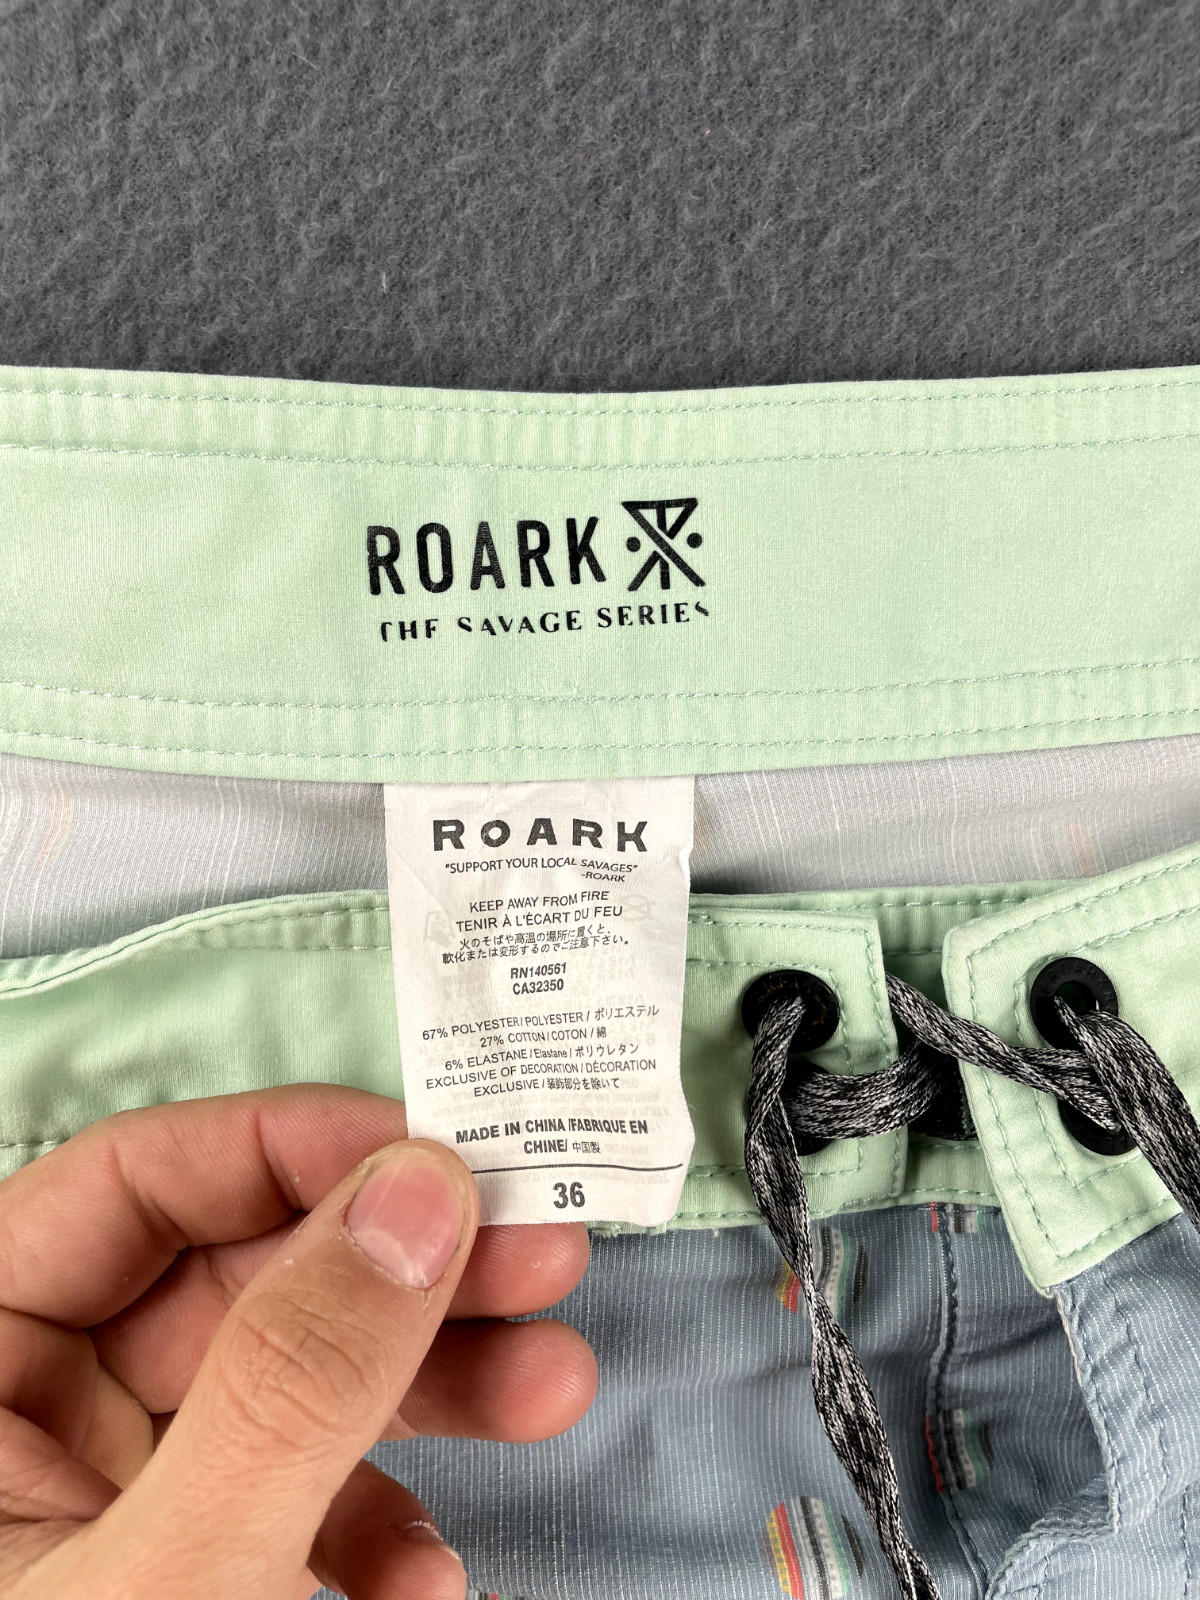 ROARK
THE SAVAGE SERIES
ROARK
"SUPPORT YOUR LOCAL SAVAGES"
-ROARK
KEEP AWAY FROM FIRE
TENIR À L'ÉCART DU FEU
火のそばや高温の場所に置くと、
軟化または変形するのでご注意下さい。
RN140561
CA32350
67% POLYESTER/POLYESTER / ポリエステル
27% COTTON/COTON / 綿
6% ELASTANE/Elastane/ポリウレタン
EXCLUSIVE OF DECORATION/DÉCORATION
EXCLUSIVE/装飾部分を除いて
MADE IN CHINA/FABRIQUE EN
CHINE/ 中国製
36